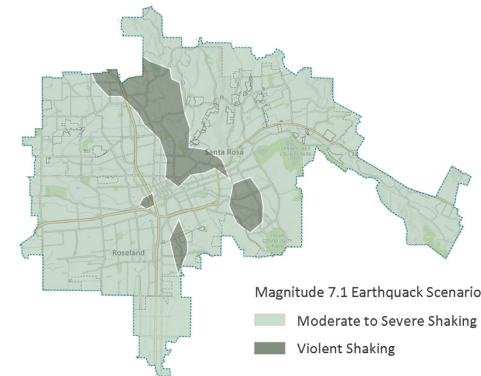 Santa Rosa
Roseland
Magnitude 7.1 Earthquack Scenario
Moderate to Severe Shaking
Violent Shaking